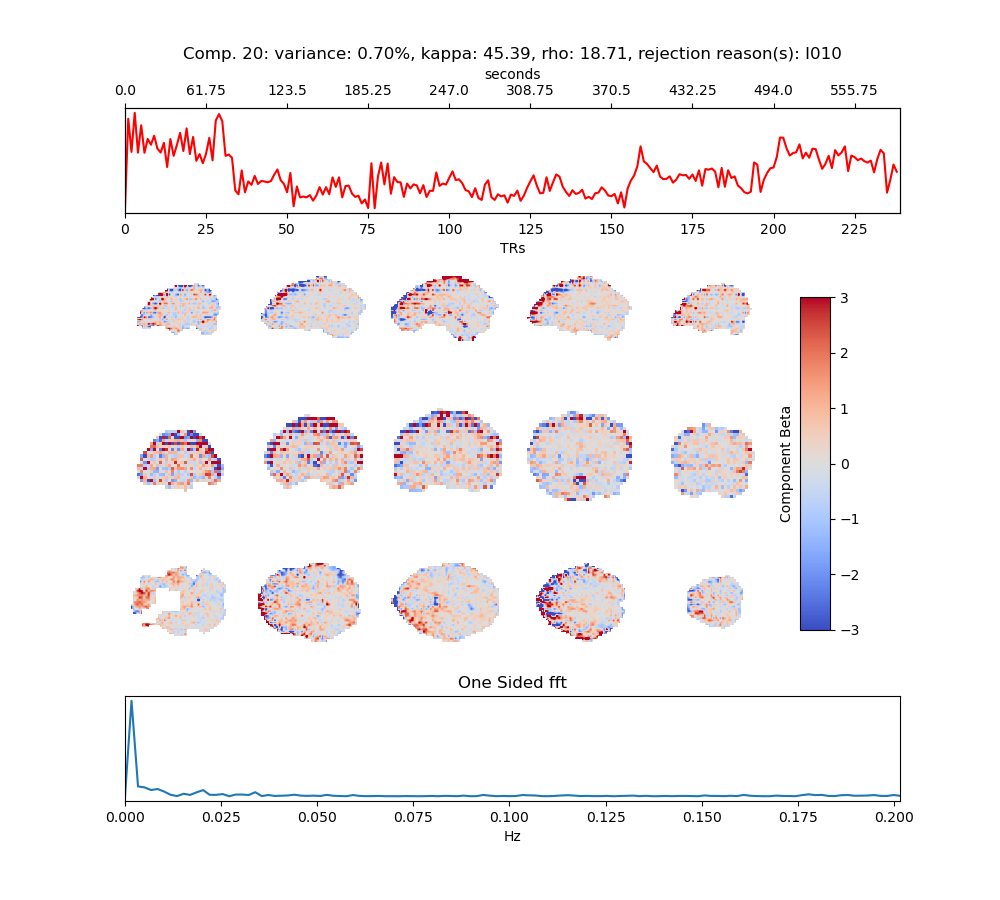 Comp. 20: variance: 0.70%, kappa: 45.39, rho: 18.71, rejection reason(s): I010
seconds
0.0 61.75 123.5 185.25 247.0 308.75 370.5 432.25 494.0 555.75
0 25 50 75 100 125 150 175 200 225
TRs
3
2
1
0
−1
−2
−3
Component Beta
One Sided fft
0.000 0.025 0.050 0.075 0.100 0.125 0.150 0.175 0.200
Hz